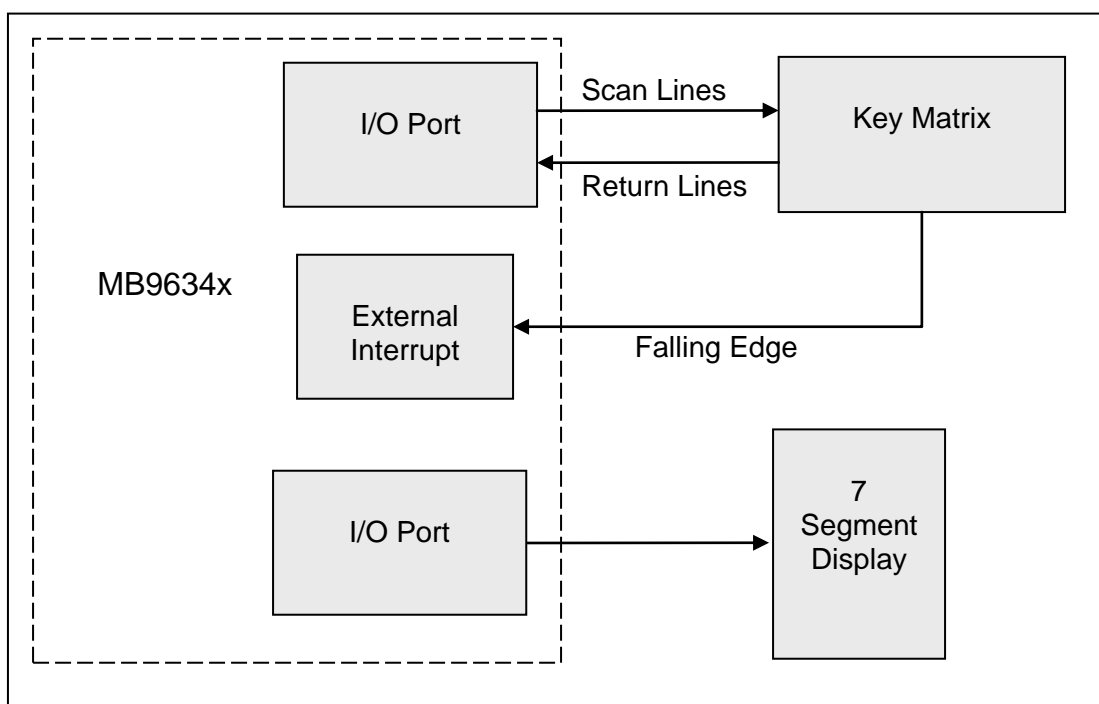 I/O Port
Scan Lines
Key Matrix
Return Lines
MB9634x
External
Interrupt
Falling Edge
I/O Port
7
Segment
Display